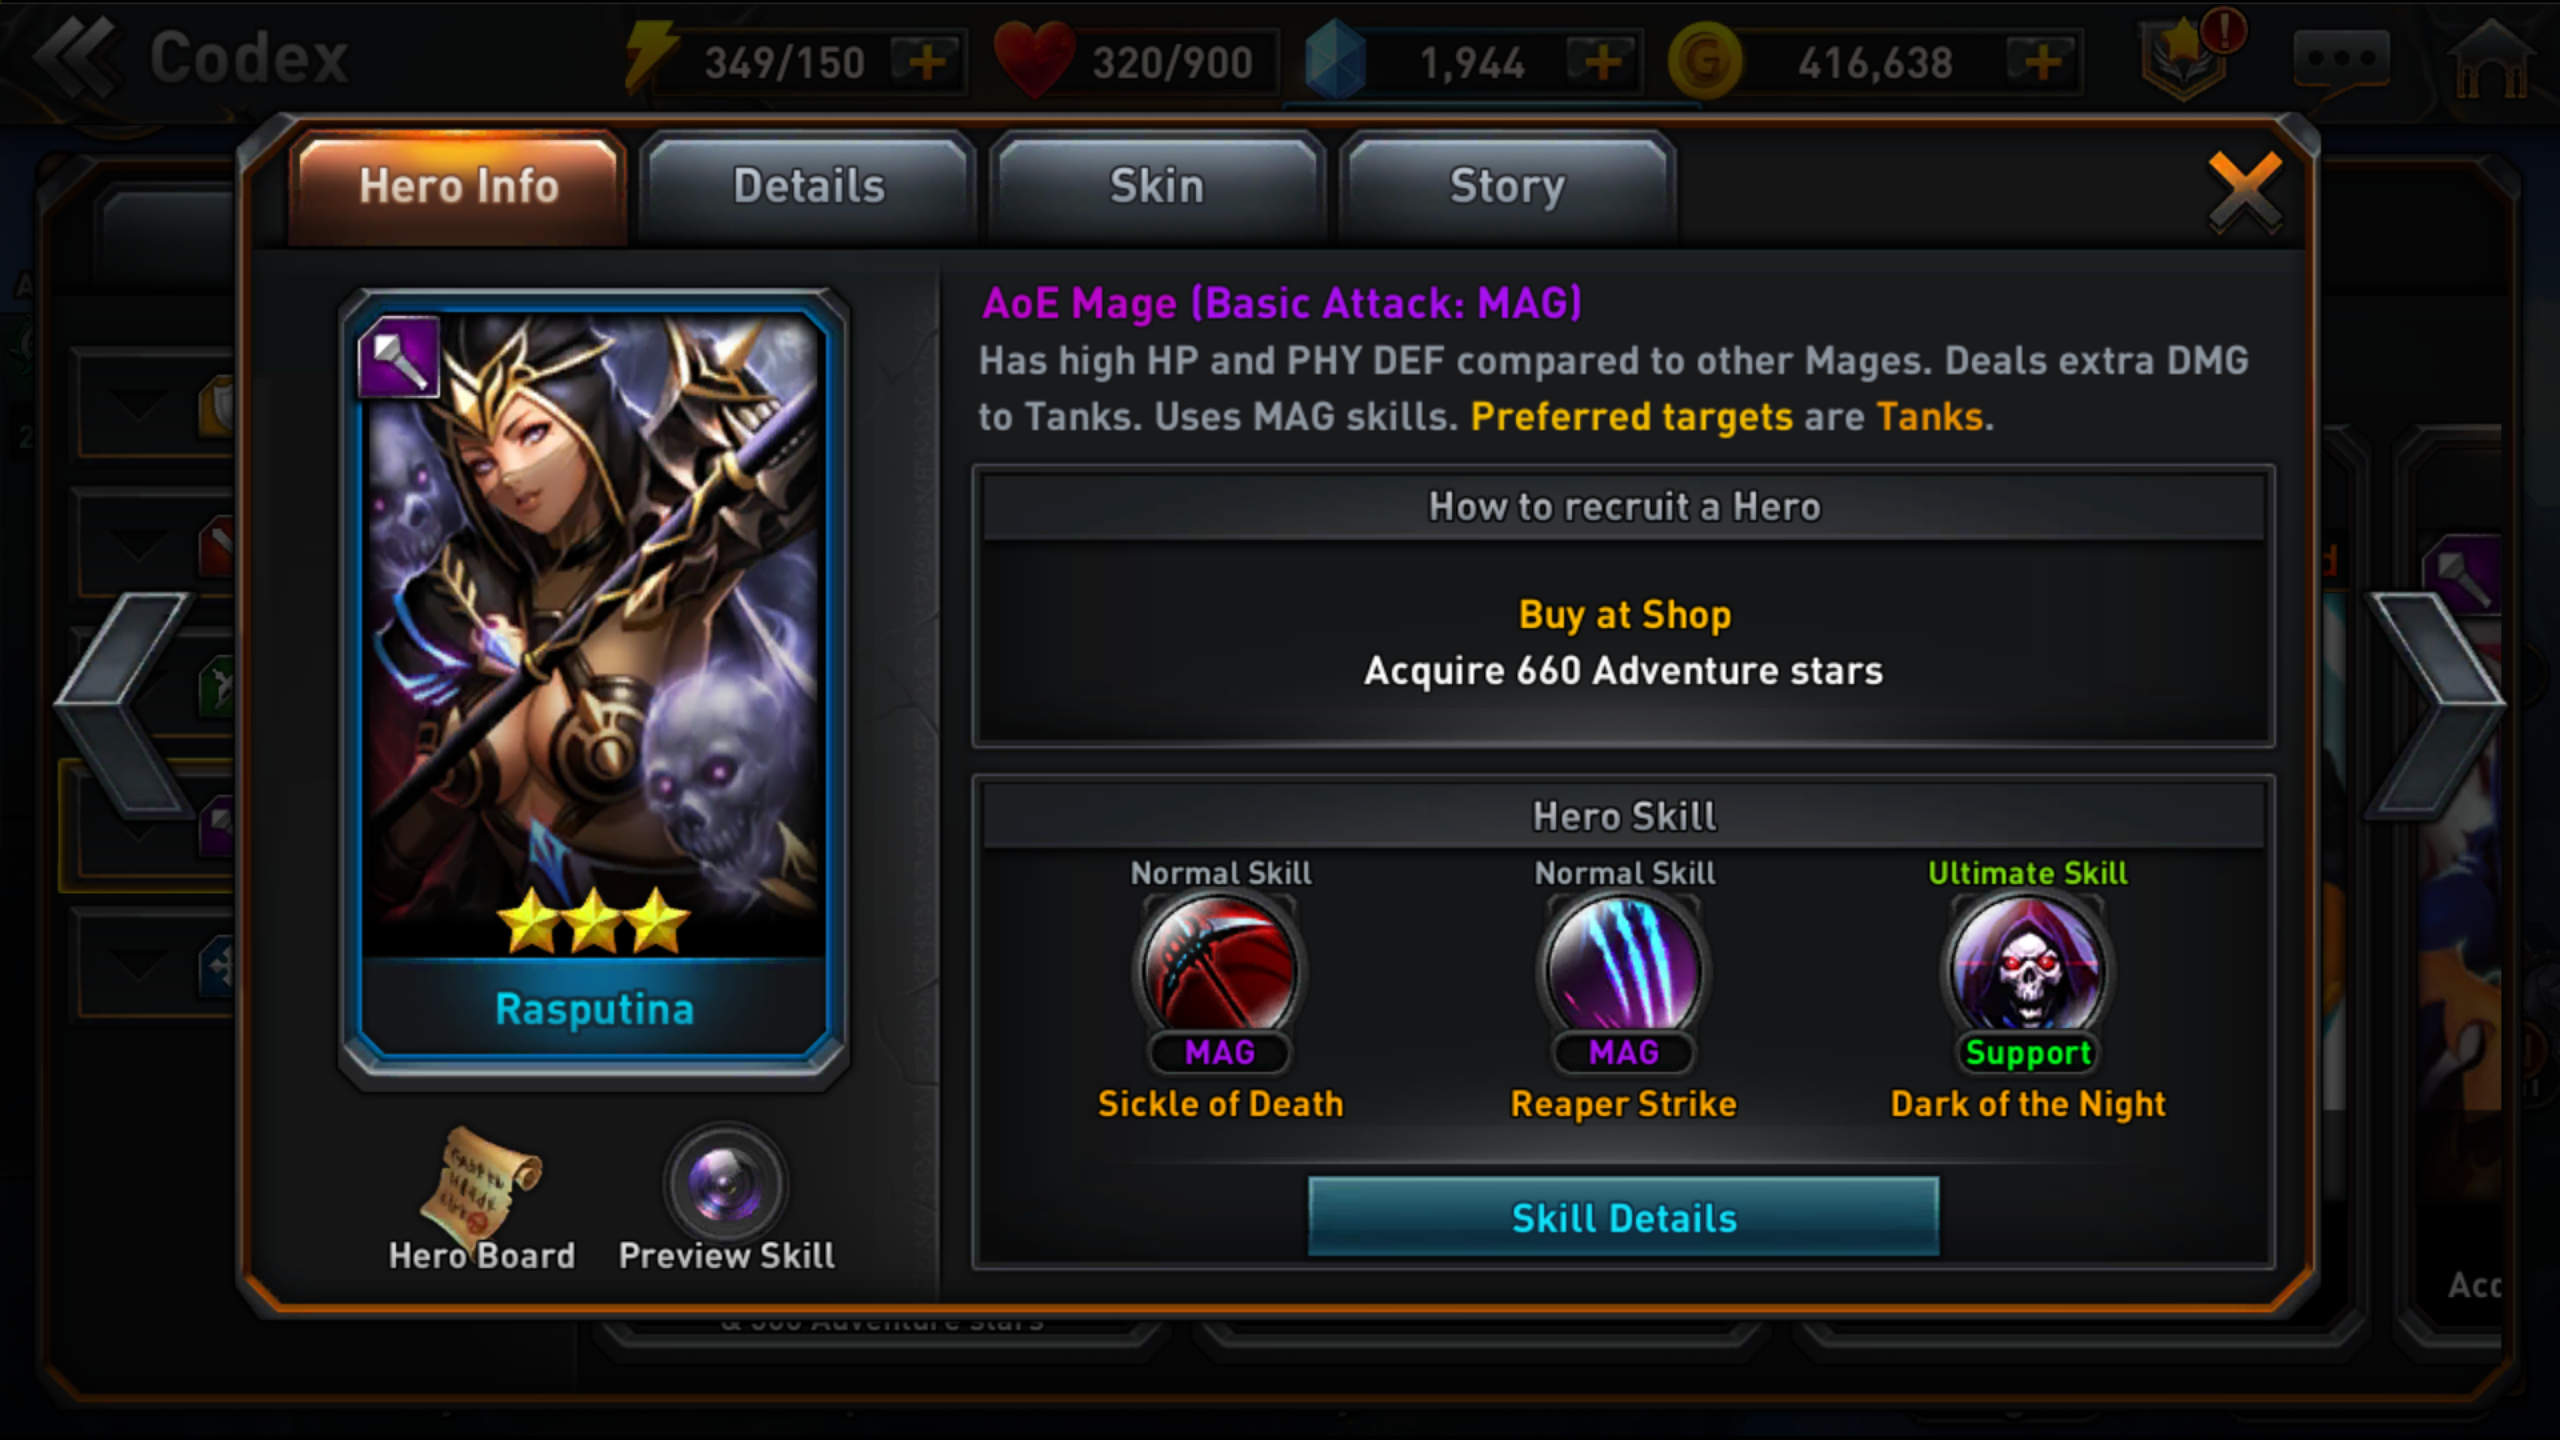 Codex
349/150
320/900
1,944
416,638
Hero Info
Details
Skin
Story
AoE Mage (Basic Attack: MAG)
Has high HP and PHY DEF compared to other Mages. Deals extra DMG
to Tanks. Uses MAG skills. Preferred targets are Tanks.
How to recruit a Hero
Buy at Shop
Acquire 660 Adventure stars
Rasputina
Hero Board
Preview Skill
Hero Skill
Normal Skill
MAG
Sickle of Death
Normal Skill
MAG
Reaper Strike
Ultimate Skill
Support
Dark of the Night
Skill Details